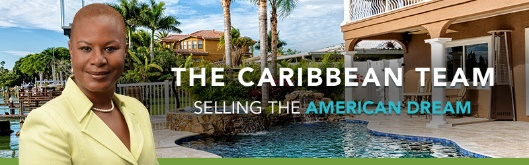 THE CARIBBEAN TEAM
SELLING THE AMERICAN DREAM